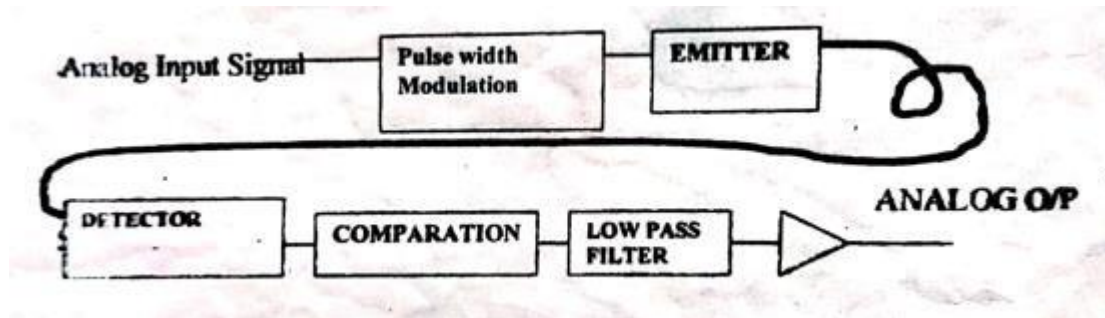 Analog Input Signal
Pulse width
Modulation
EMITTER
DETECTOR
COMPARATION
LOW PASS
FILTER
ANALOG O/P